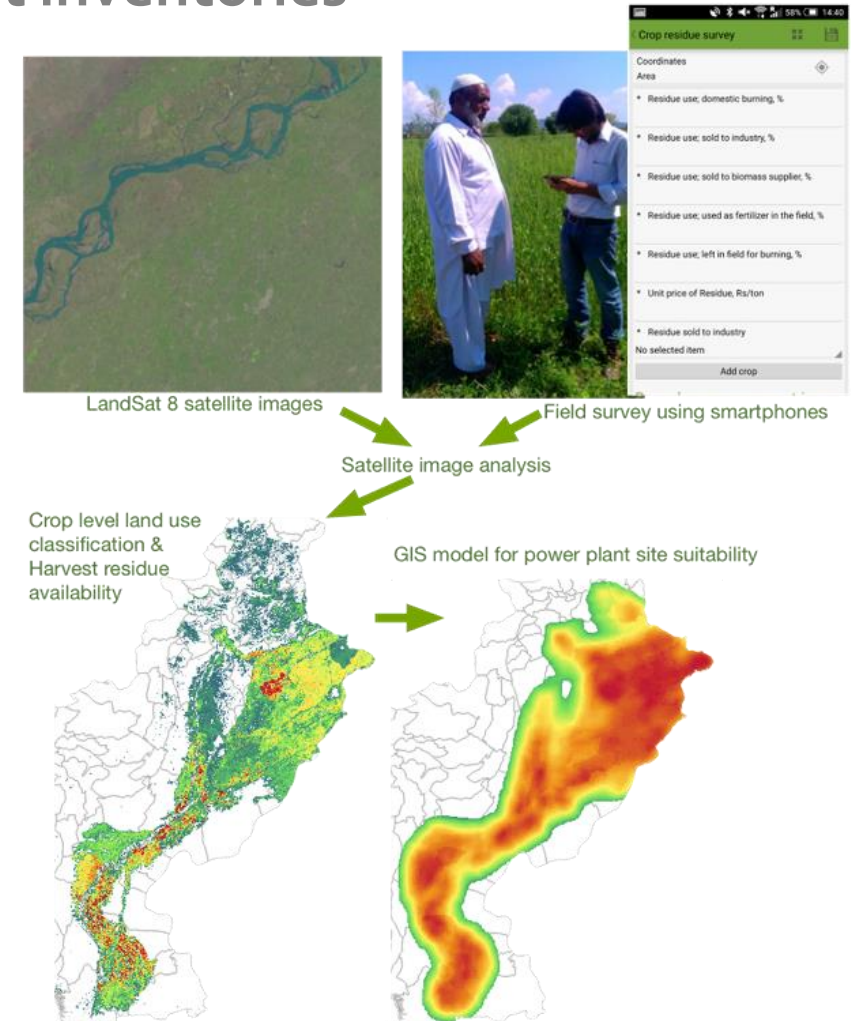 t inventories
58% 14:40
Crop residue survey
Coordinates
Area
* Residue use; domestic burning, %
* Residue use; sold to industry, %
* Residue use; sold to biomass supplier, %
* Residue use; used as fertilizer in the field, %
* Residue use; left in field for burning, %
* Unit price of Residue, Rs/ton
* Residue sold to industry
No selected item
Add crop
LandSat 8 satellite images
Field survey using smartphones
Satellite image analysis
Crop level land use
classification &
Harvest residue
availability
GIS model for power plant site suitability